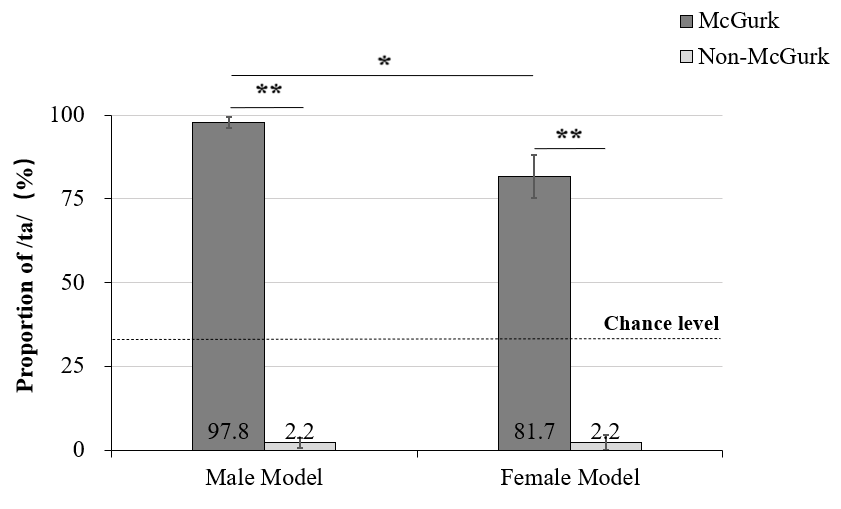 McGurk
Non-McGurk
*
**
**
100
75
50
25
0
Proportion of /ta/ (%)
Chance level
97.8
2.2
81.7
2.2
Male Model
Female Model